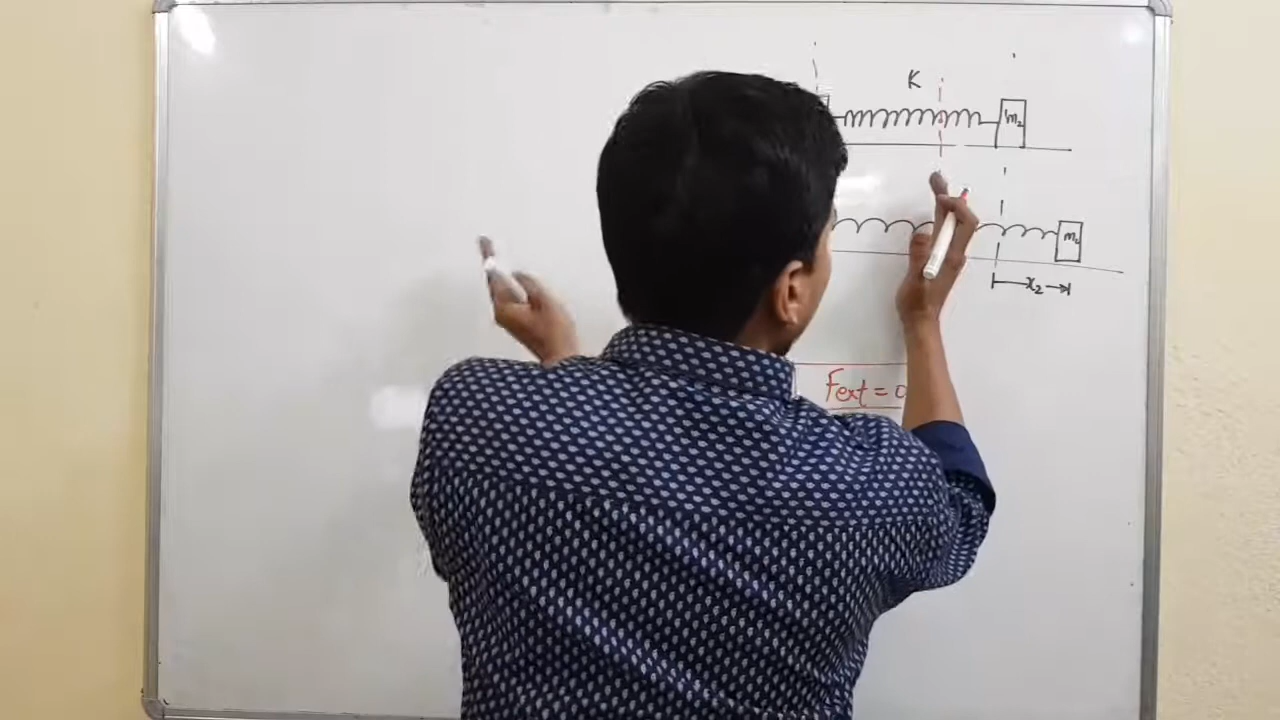 K
m₂
m₂
x₂
Fext = 0